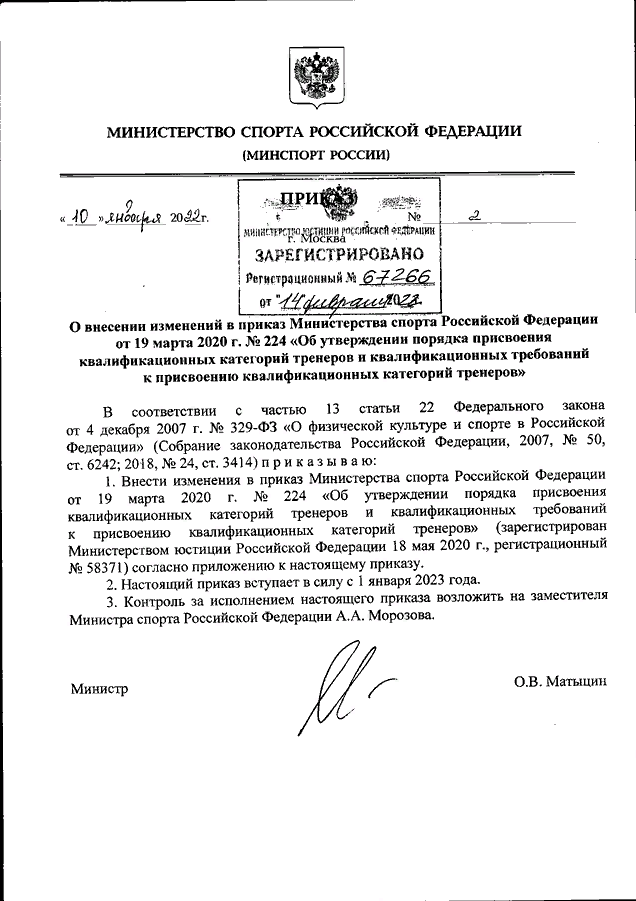 МИНИСТЕРСТВО СПОРТА РОССИЙСКОЙ ФЕДЕРАЦИИ
(МИНСПОРТ РОССИИ)
ПРИКАЗ
« 10 » января 2022г.
№ 2
МИНИСТЕРСТВО ЮСТИЦИИ РОССИЙСКОЙ ФЕДЕРАЦИИ
г. Москва
ЗАРЕГИСТРИРОВАНО
Регистрационный № 67266
от "14" февраля 2022
О внесении изменений в приказ Министерства спорта Российской Федерации
от 19 марта 2020 г. № 224 «Об утверждении порядка присвоения
квалификационных категорий тренеров и квалификационных требований
к присвоению квалификационных категорий тренеров»
В соответствии с частью 13 статьи 22 Федерального закона
от 4 декабря 2007 г. № 329-ФЗ «О физической культуре и спорте в Российской
Федерации» (Собрание законодательства Российской Федерации, 2007, № 50,
ст. 6242; 2018, № 24, ст. 3414) п р и к а з ы в а ю:
1. Внести изменения в приказ Министерства спорта Российской Федерации
от 19 марта 2020 г. № 224 «Об утверждении порядка присвоения
квалификационных категорий тренеров и квалификационных требований
к присвоению квалификационных категорий тренеров» (зарегистрирован
Министерством юстиции Российской Федерации 18 мая 2020 г., регистрационный
№ 58371) согласно приложению к настоящему приказу.
2. Настоящий приказ вступает в силу с 1 января 2023 года.
3. Контроль за исполнением настоящего приказа возложить на заместителя
Министра спорта Российской Федерации А.А. Морозова.
Министр
О.В. Матыцин